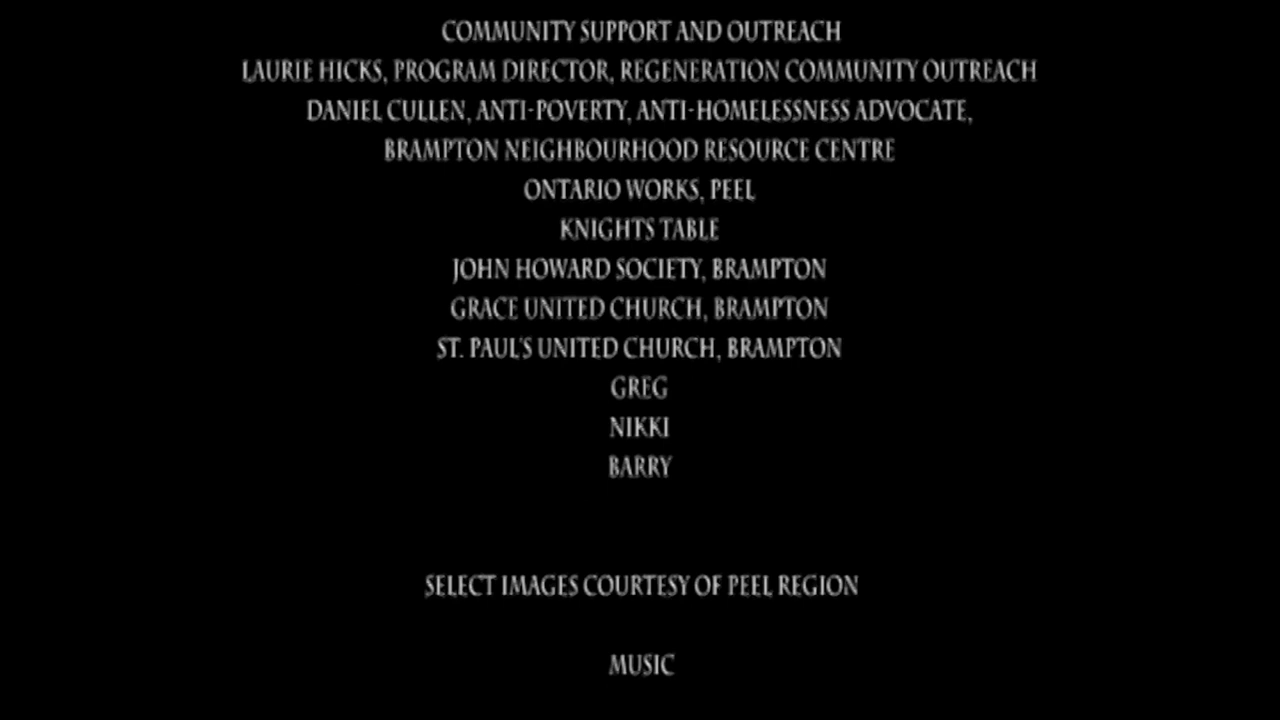 COMMUNITY SUPPORT AND OUTREACH
LAURIE HICKS, PROGRAM DIRECTOR, REGENERATION COMMUNITY OUTREACH
DANIEL CULLEN, ANTI-POVERTY, ANTI-HOMELESSNESS ADVOCATE,
BRAMPTON NEIGHBOURHOOD RESOURCE CENTRE
ONTARIO WORKS, PEEL
KNIGHTS TABLE
JOHN HOWARD SOCIETY, BRAMPTON
GRACE UNITED CHURCH, BRAMPTON
ST. PAUL'S UNITED CHURCH, BRAMPTON
GREG
NIKKI
BARRY
SELECT IMAGES COURTESY OF PEEL REGION
MUSIC